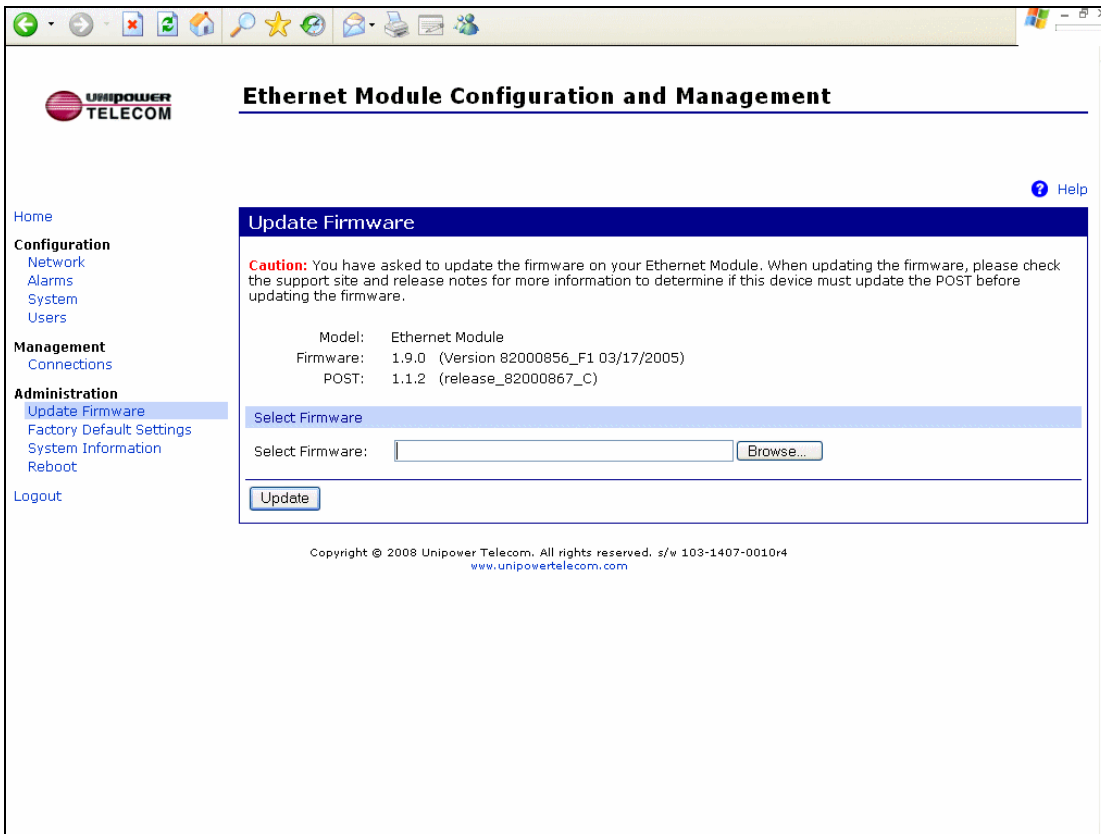 UNIPOWER
TELECOM
Ethernet Module Configuration and Management
? Help
Home
Configuration
Network
Alarms
System
Users
Management
Connections
Administration
Update Firmware
Factory Default Settings
System Information
Reboot
Logout
Update Firmware
Caution: You have asked to update the firmware on your Ethernet Module. When updating the firmware, please check
the support site and release notes for more information to determine if this device must update the POST before
updating the firmware.
Model: Ethernet Module
Firmware: 1.9.0 (Version 82000856_F1 03/17/2005)
POST: 1.1.2 (release_82000867_C)
Select Firmware
Select Firmware: Browse...
Update
Copyright © 2008 Unipower Telecom. All rights reserved. s/w 103-1407-0010r4
www.unipowertelecom.com